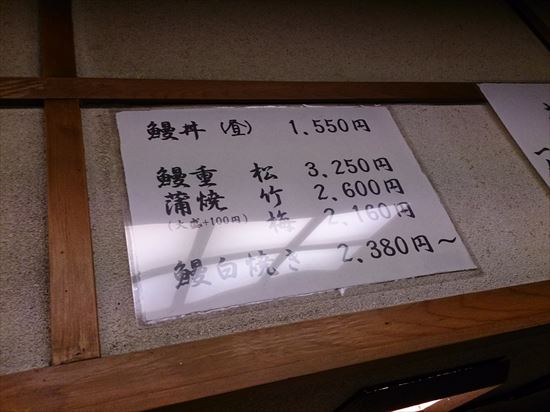 鰻丼(昼) 1,550円
鰻重 松 3,250円
蒲焼 竹 2,600円
(大盛+100円) 梅 2,160円
鰻白焼き 2,380円~